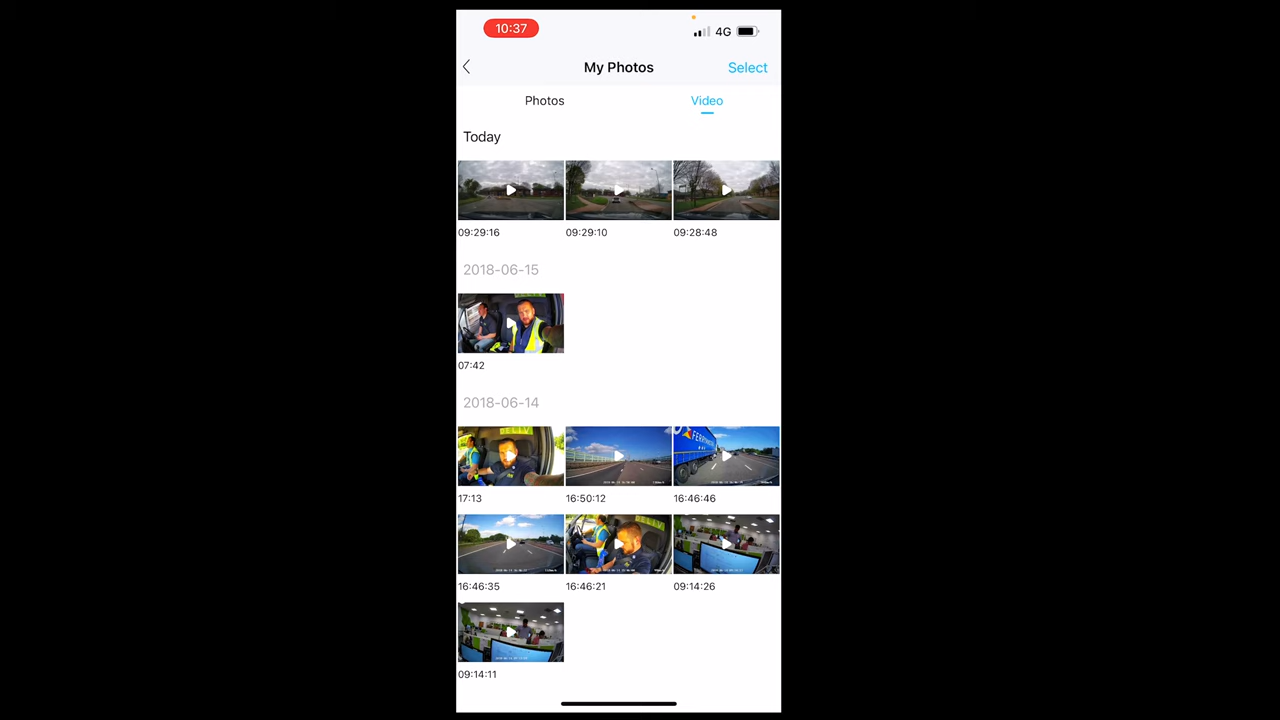 10:37
4G
My Photos
Select
Photos
Video
Today
09:29:16
09:29:10
09:28:48
2018-06-15
07:42
2018-06-14
DELIV
FERRYMASTERS
17:13
16:50:12
16:46:46
16:46:35
16:46:21
09:14:26
09:14:11